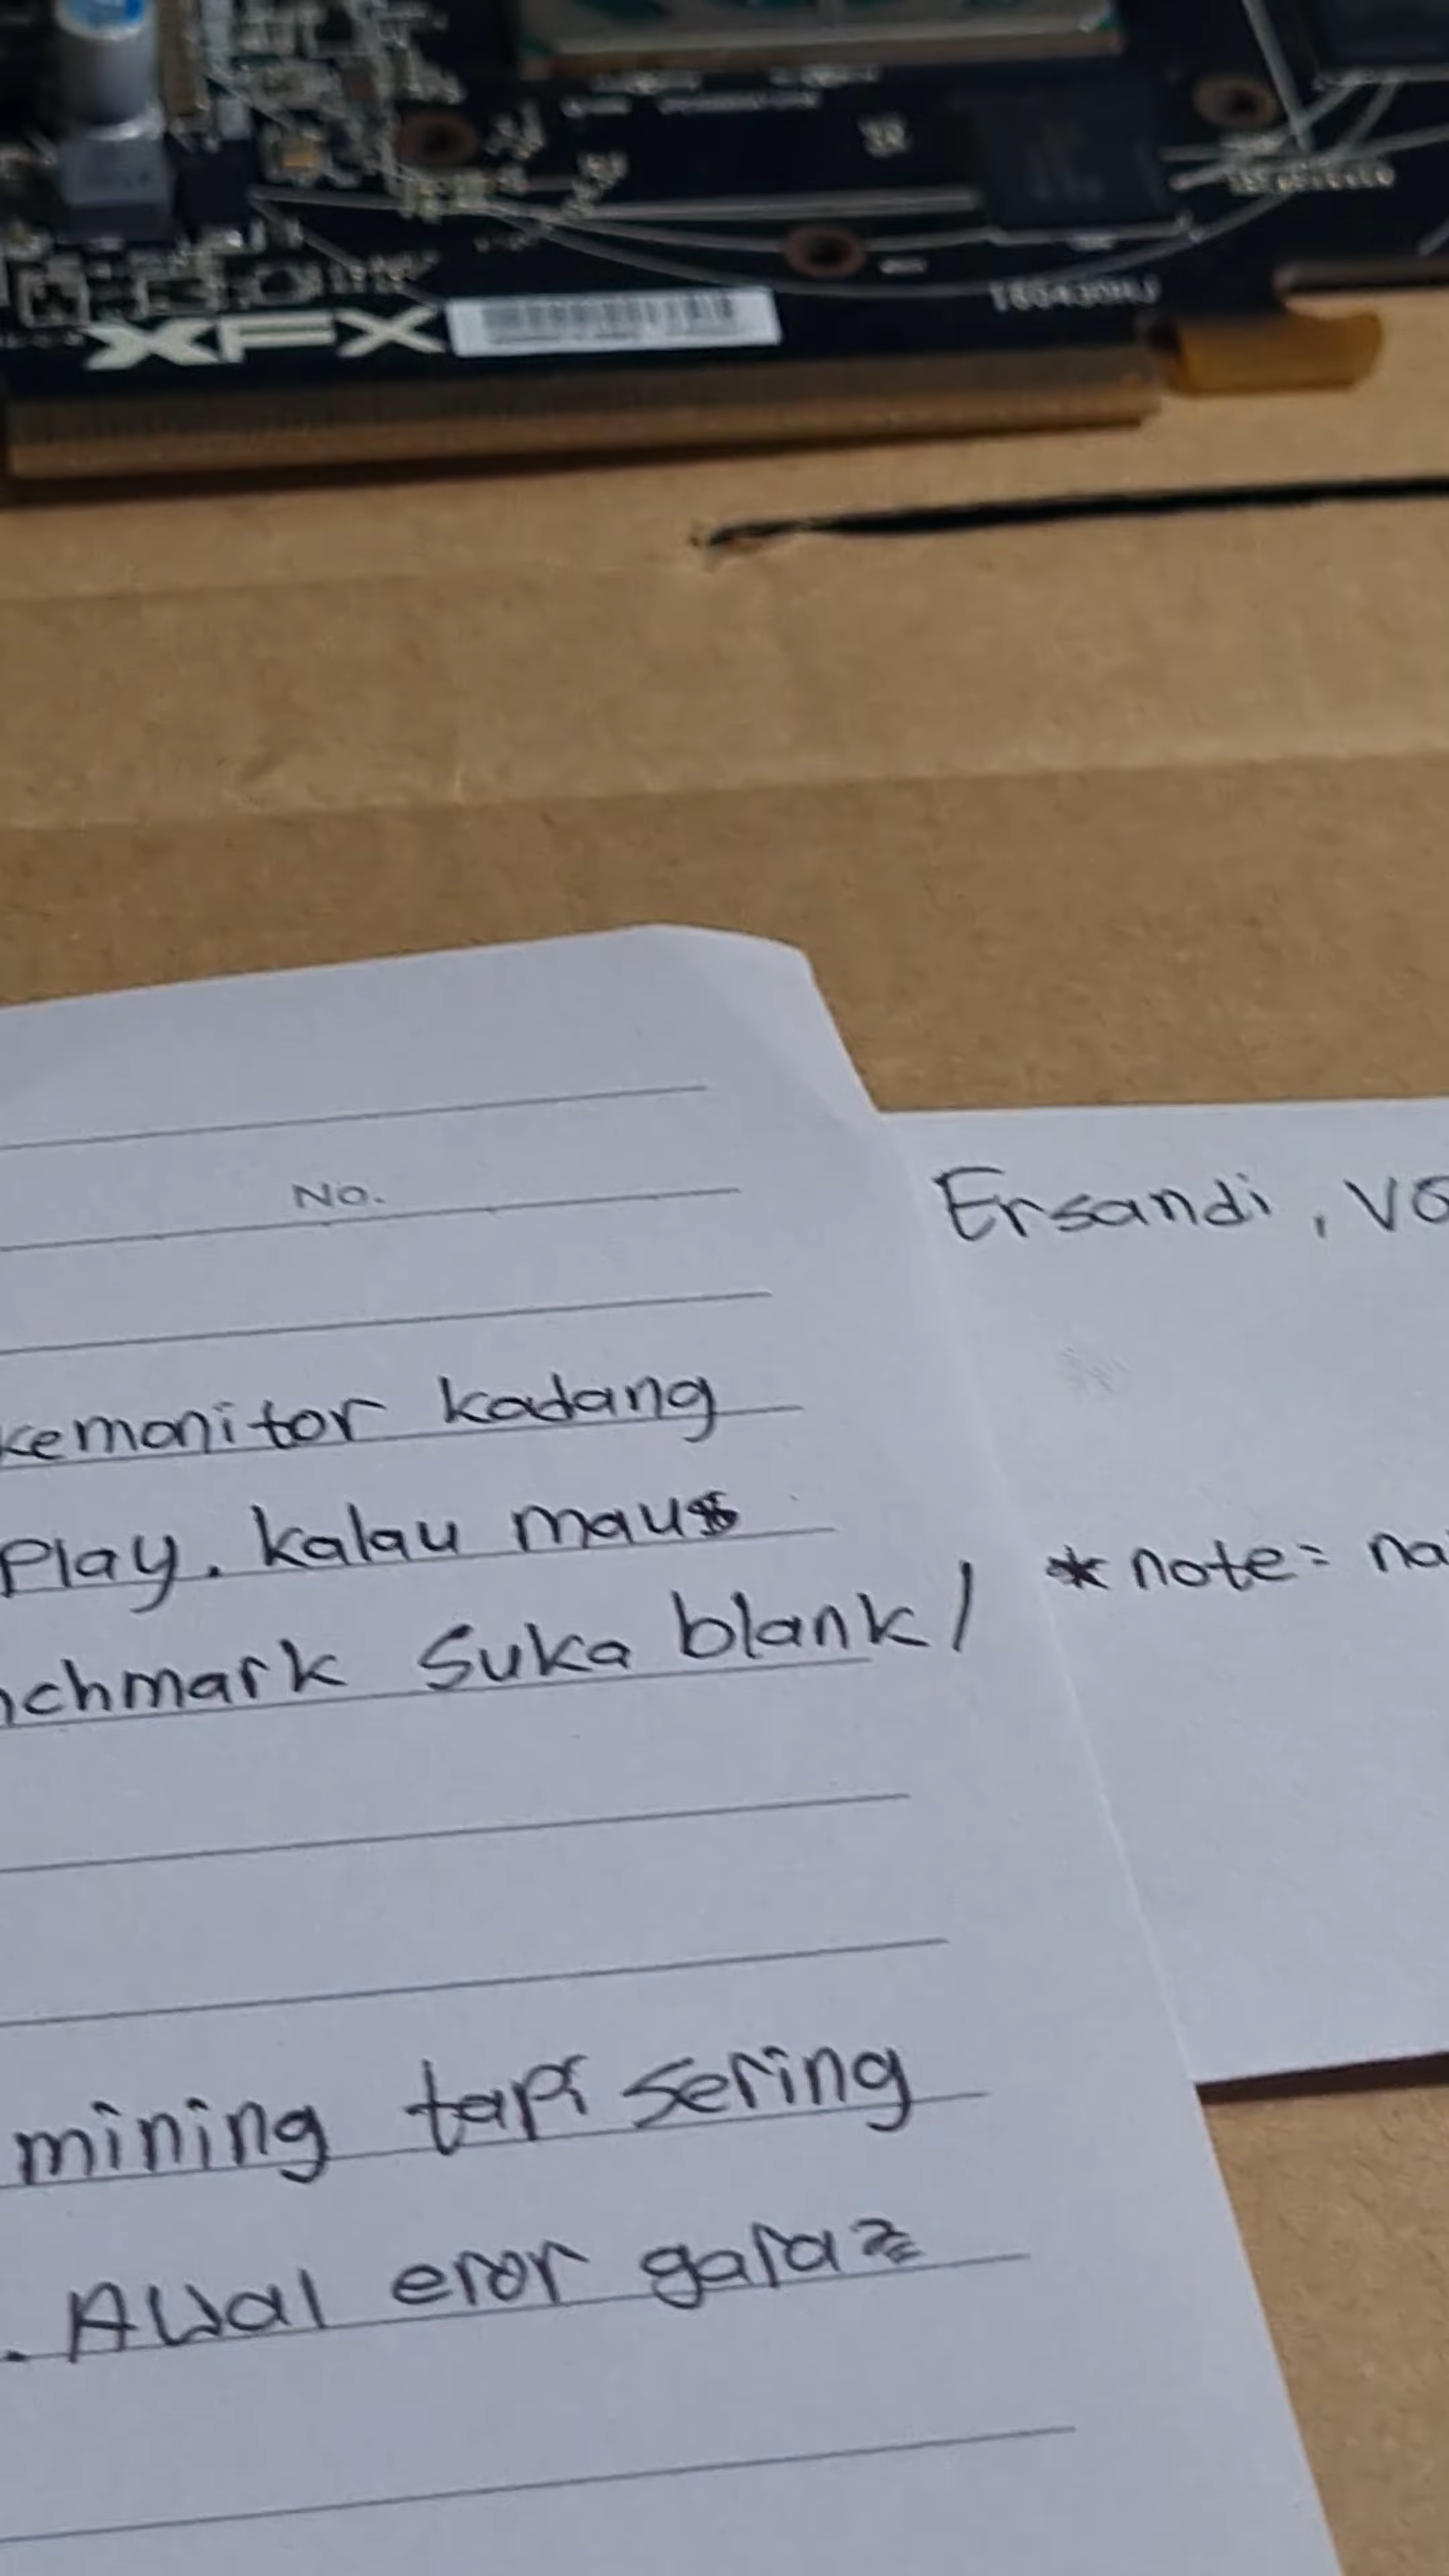 XFX
No.
kemonitor kadang
Play. kalau maus
nchmark Suka blank/
mining tapi sering
. AWal eror gara2
Ersandi, VG
*note= na